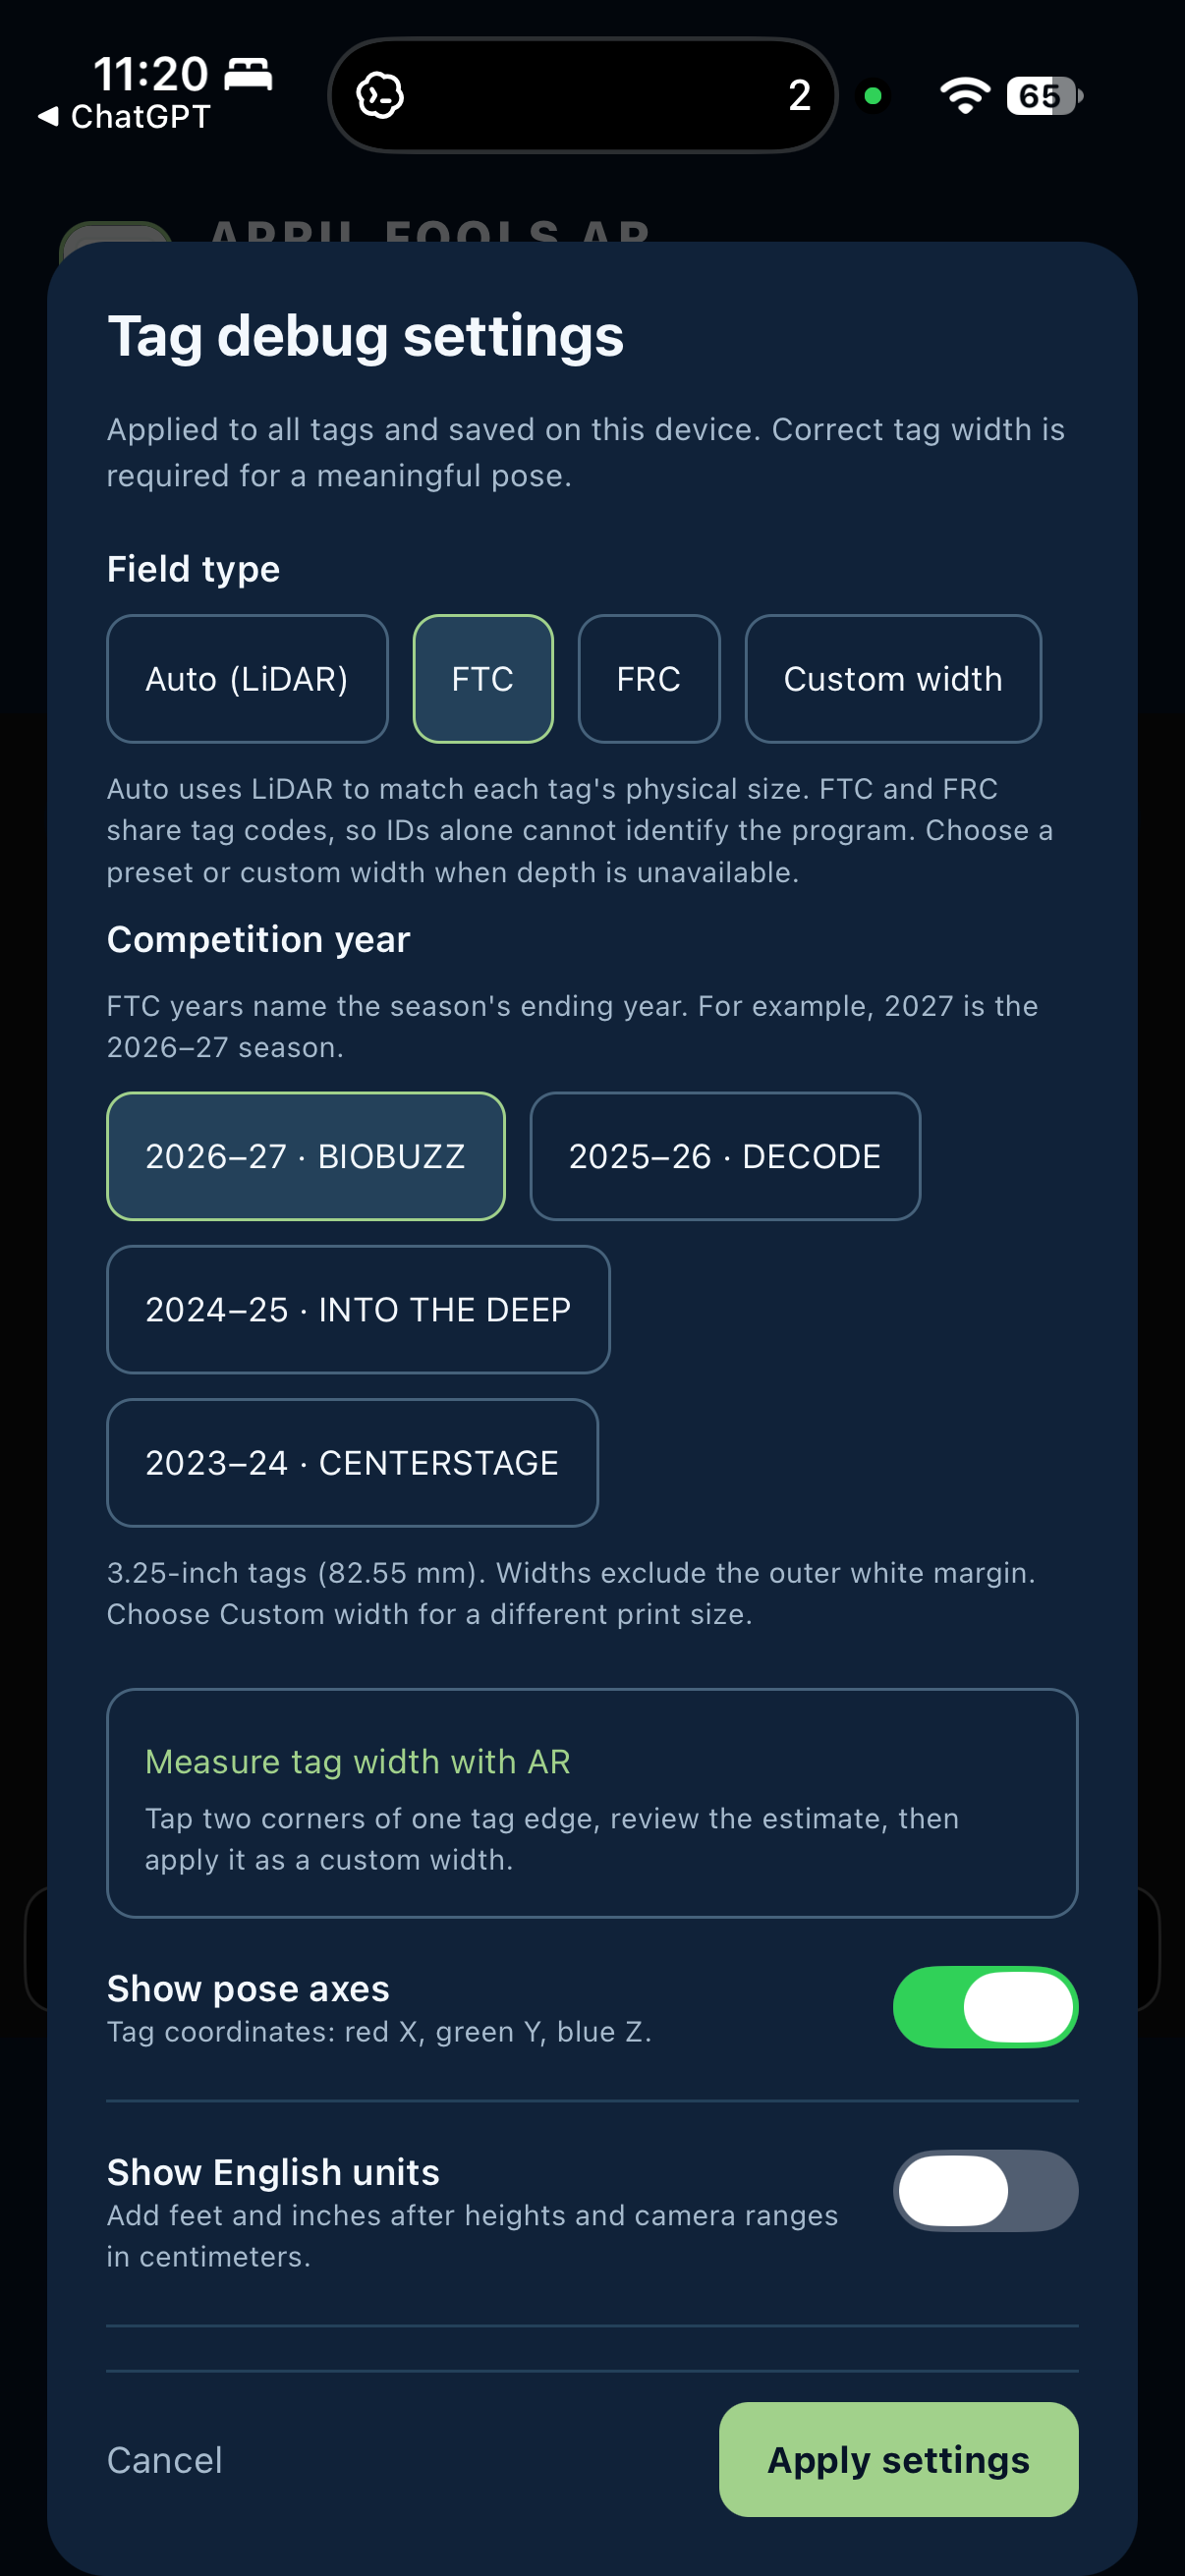 11:20
ChatGPT
2
65
APRIL FOOLS AR
Tag debug settings
Applied to all tags and saved on this device. Correct tag width is
required for a meaningful pose.
Field type
Auto (LiDAR)
FTC
FRC
Custom width
Auto uses LiDAR to match each tag's physical size. FTC and FRC
share tag codes, so IDs alone cannot identify the program. Choose a
preset or custom width when depth is unavailable.
Competition year
FTC years name the season's ending year. For example, 2027 is the
2026–27 season.
2026–27 · BIOBUZZ
2025–26 · DECODE
2024–25 · INTO THE DEEP
2023–24 · CENTERSTAGE
3.25-inch tags (82.55 mm). Widths exclude the outer white margin.
Choose Custom width for a different print size.
Measure tag width with AR
Tap two corners of one tag edge, review the estimate, then
apply it as a custom width.
Show pose axes
Tag coordinates: red X, green Y, blue Z.
Show English units
Add feet and inches after heights and camera ranges
in centimeters.
Cancel
Apply settings